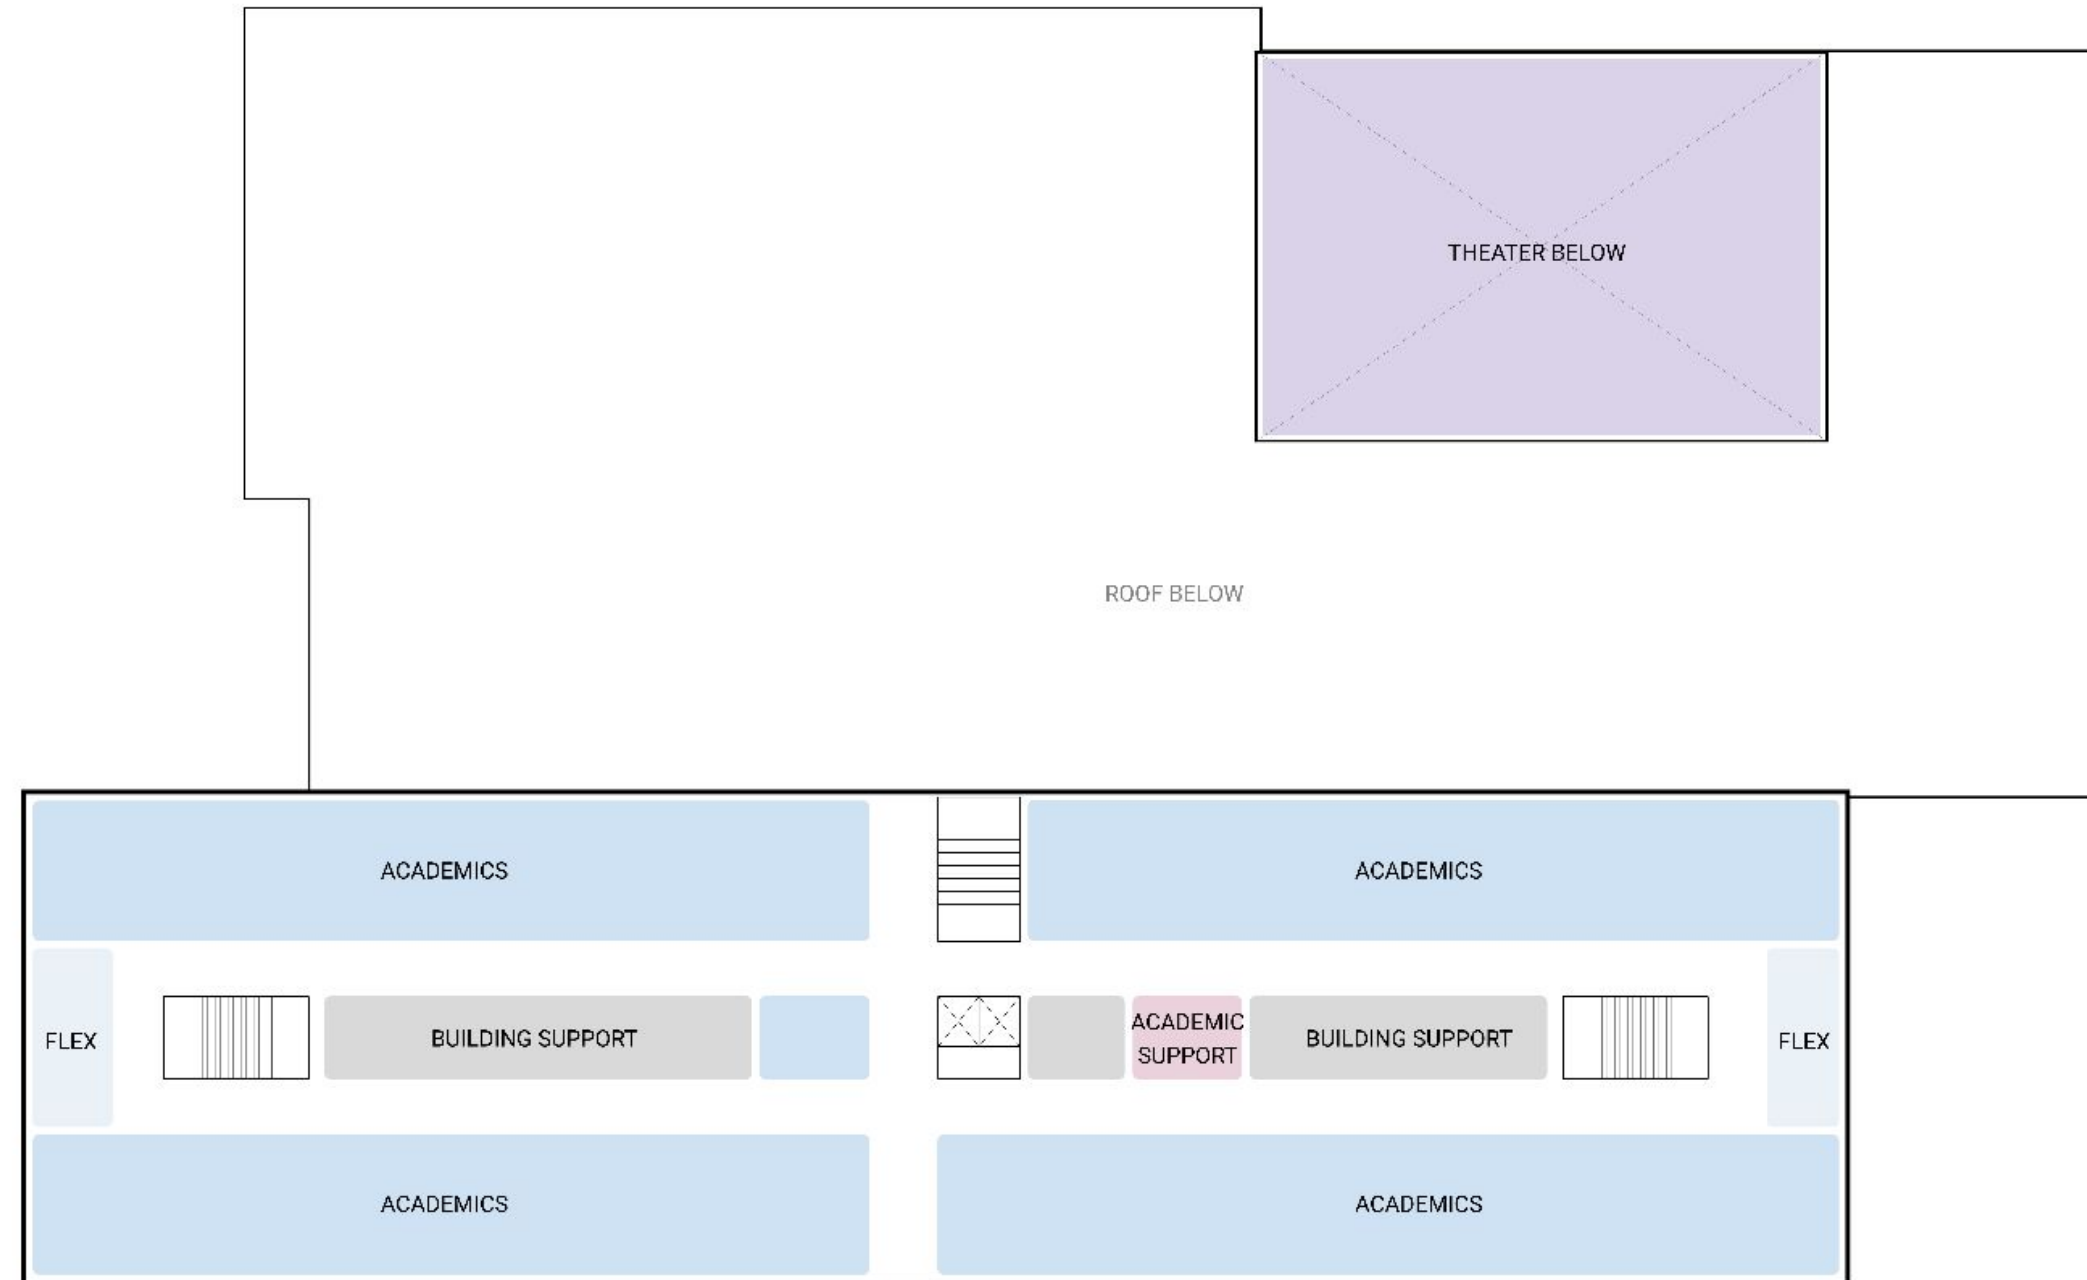 THEATER BELOW
ROOF BELOW
ACADEMICS
ACADEMICS
FLEX
BUILDING SUPPORT
ACADEMIC
SUPPORT
BUILDING SUPPORT
FLEX
ACADEMICS
ACADEMICS